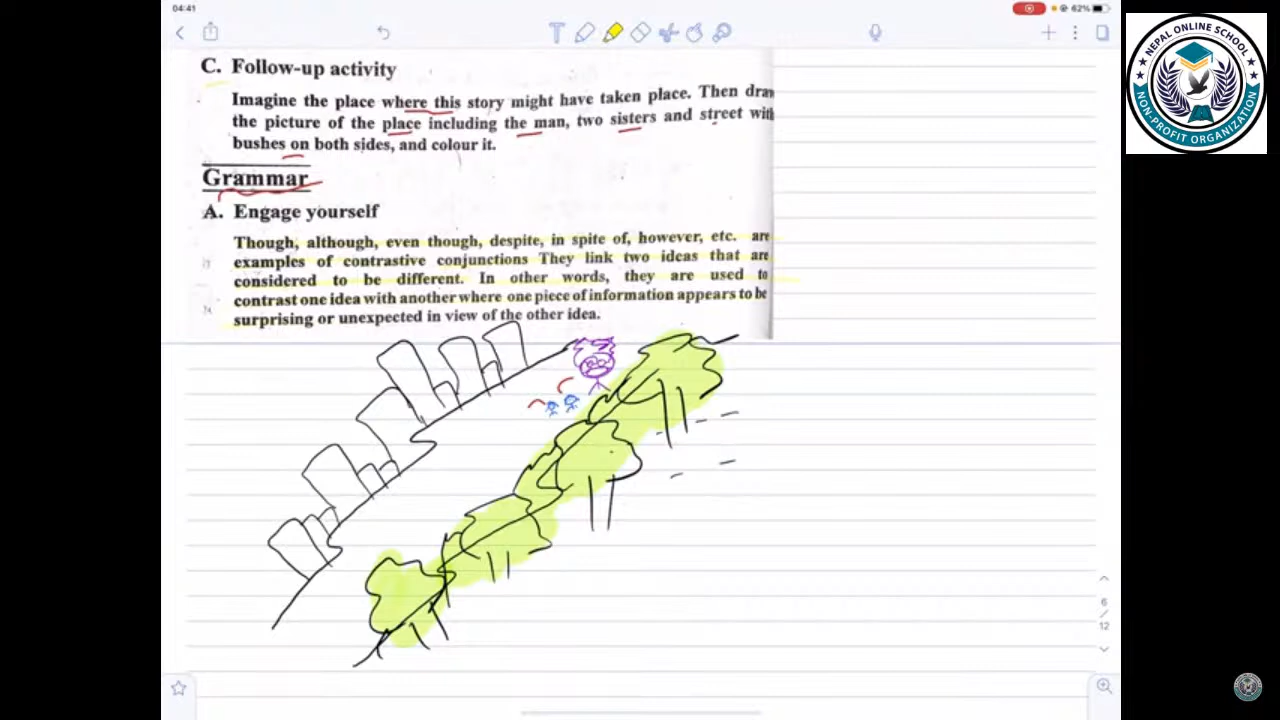 04:41
62%
C. Follow-up activity
Imagine the place where this story might have taken place. Then draw
the picture of the place including the man, two sisters and street with
bushes on both sides, and colour it.
Grammar
A. Engage yourself
Though, although, even though, despite, in spite of, however, etc. are
examples of contrastive conjunctions They link two ideas that are
considered to be different. In other words, they are used to
contrast one idea with another where one piece of information appears to be
surprising or unexpected in view of the other idea.
6
/
12
NEPAL ONLINE SCHOOL
NON-PROFIT ORGANIZATION